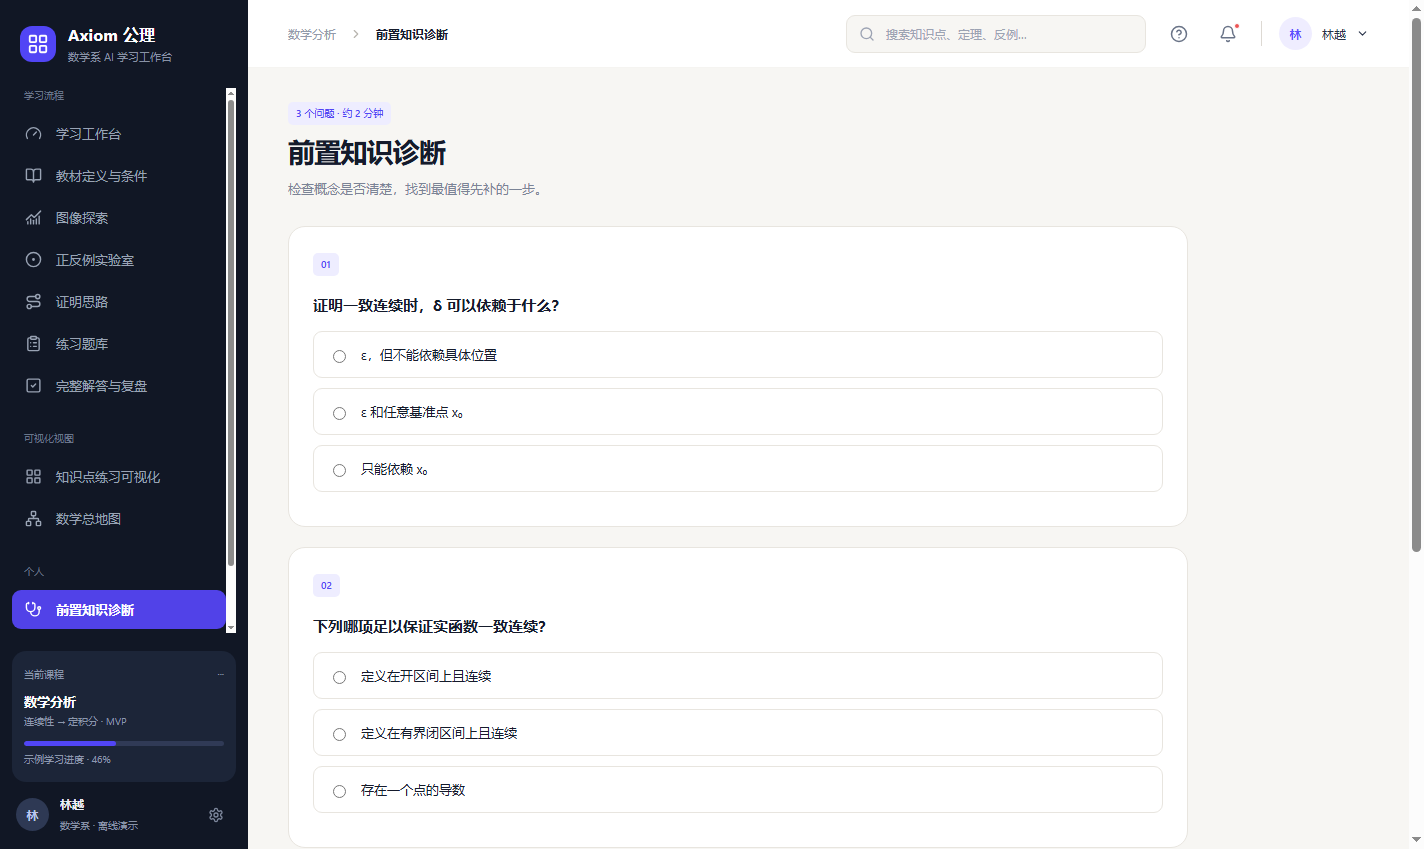 Axiom 公理
数学系 AI 学习工作台
学习流程
学习工作台
教材定义与条件
图像探索
正反例实验室
证明思路
练习题库
完整解答与复盘
可视化视图
知识点练习可视化
数学总地图
个人
前置知识诊断
当前课程
数学分析
连续性 → 定积分 · MVP
示例学习进度 · 46%
林
林越
数学系 · 离线演示
数学分析
前置知识诊断
搜索知识点、定理、反例...
林
林越
3 个问题 · 约 2 分钟
前置知识诊断
检查概念是否清楚，找到最值得先补的一步。
01
证明一致连续时，δ 可以依赖于什么？
ε，但不能依赖具体位置
ε 和任意基准点 x₀
只能依赖 x₀
02
下列哪项足以保证实函数一致连续？
定义在开区间上且连续
定义在有界闭区间上且连续
存在一个点的导数